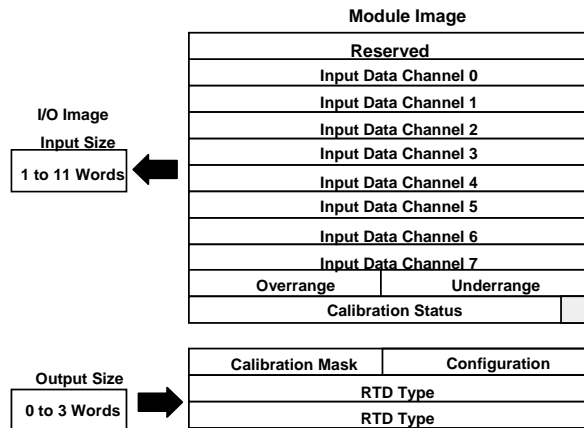 Module Image
Reserved
Input Data Channel 0
Input Data Channel 1
I/O Image
Input Data Channel 2
Input Size
Input Data Channel 3
1 to 11 Words
Input Data Channel 4
Input Data Channel 5
Input Data Channel 6
Input Data Channel 7
Overrange Underrange
Calibration Status
Calibration Mask Configuration
Output Size
RTD Type
0 to 3 Words
RTD Type